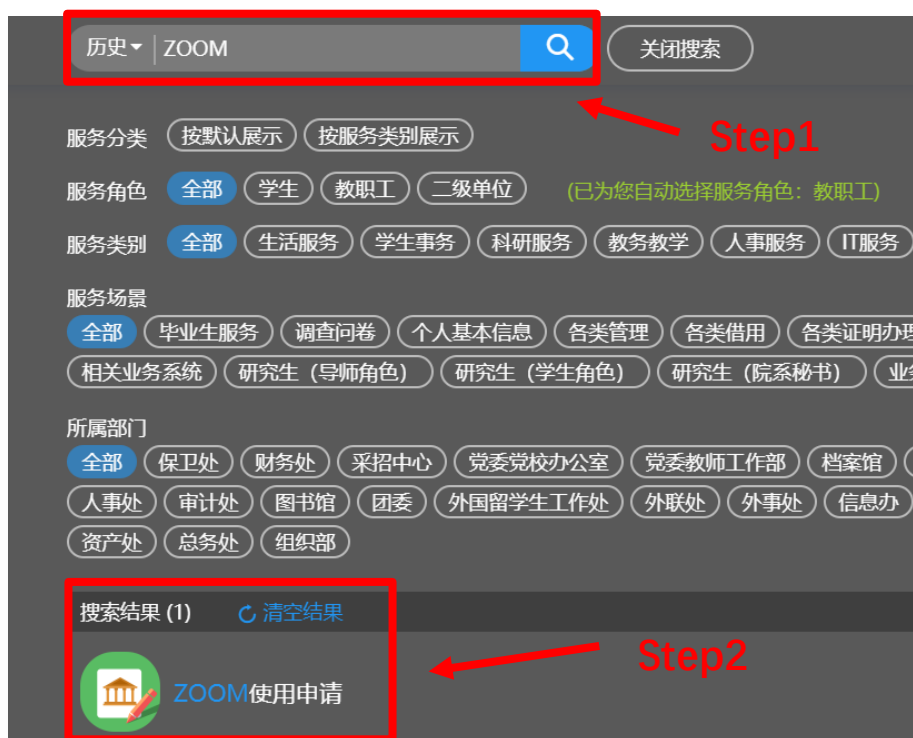 历史 ZOOM 关闭搜索
Step1
服务分类 按默认展示 按服务类别展示
服务角色 全部 学生 教职工 二级单位 (已为您自动选择服务角色：教职工)
服务类别 全部 生活服务 学生事务 科研服务 教务教学 人事服务 IT服务
服务场景
全部 毕业生服务 调查问卷 个人基本信息 各类管理 各类借用 各类证明办理
相关业务系统 研究生（导师角色） 研究生（学生角色） 研究生（院系秘书） 业
所属部门
全部 保卫处 财务处 采招中心 党委党校办公室 党委教师工作部 档案馆
人事处 审计处 图书馆 团委 外国留学生工作处 外联处 外事处 信息办
资产处 总务处 组织部
搜索结果 (1) 清空结果
Step2
ZOOM使用申请